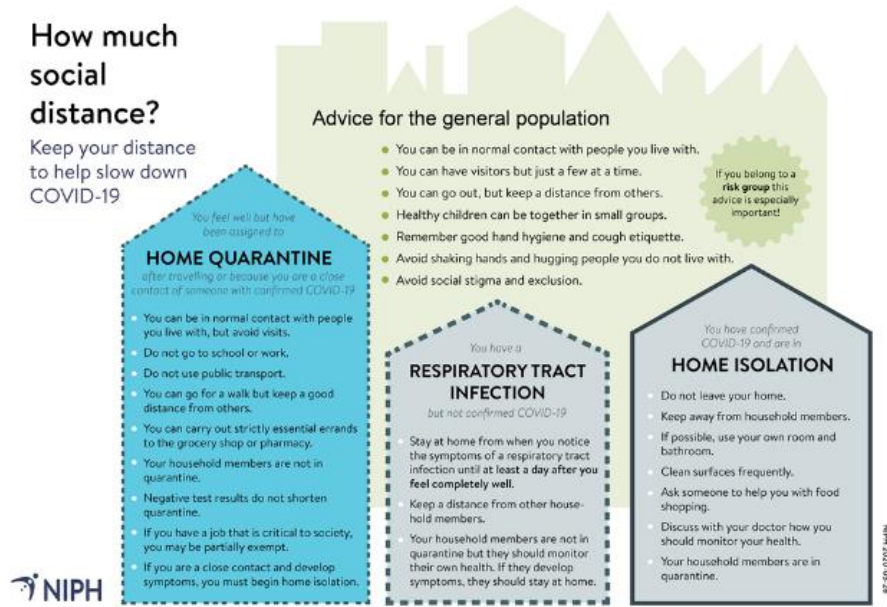 How much
social
distance?
Keep your distance
to help slow down
COVID-19
Advice for the general population
You can be in normal contact with people you live with.
You can have visitors but just a few at a time.
You can go out, but keep a distance from others.
Healthy children can be together in small groups.
Remember good hand hygiene and cough etiquette.
Avoid shaking hands and hugging people you do not live with.
Avoid social stigma and exclusion.
If you belong to a
risk group this
advice is especially
important!
You feel well but have
been assigned to
HOME QUARANTINE
after travelling or because you are a close
contact of someone with confirmed COVID-19
You can be in normal contact with people
you live with, but avoid visits.
Do not go to school or work.
Do not use public transport.
You can go for a walk but keep a good
distance from others.
You can carry out strictly essential errands
to the grocery shop or pharmacy.
Your household members are not in
quarantine.
Negative test results do not shorten
quarantine.
If you have a job that is critical to society,
you may be partially exempt.
If you are a close contact and develop
symptoms, you must begin home isolation.
You have a
RESPIRATORY TRACT
INFECTION
but not confirmed COVID-19
Stay at home from when you notice
the symptoms of a respiratory tract
infection until at least a day after you
feel completely well.
Keep a distance from other house-
hold members.
Your household members are not in
quarantine but they should monitor
their own health. If they develop
symptoms, they should stay at home.
You have confirmed
COVID-19 and are in
HOME ISOLATION
Do not leave your home.
Keep away from household members.
If possible, use your own room and
bathroom.
Clean surfaces frequently.
Ask someone to help you with food
shopping.
Discuss with your doctor how you
should monitor your health.
Your household members are in
quarantine.
NIPH